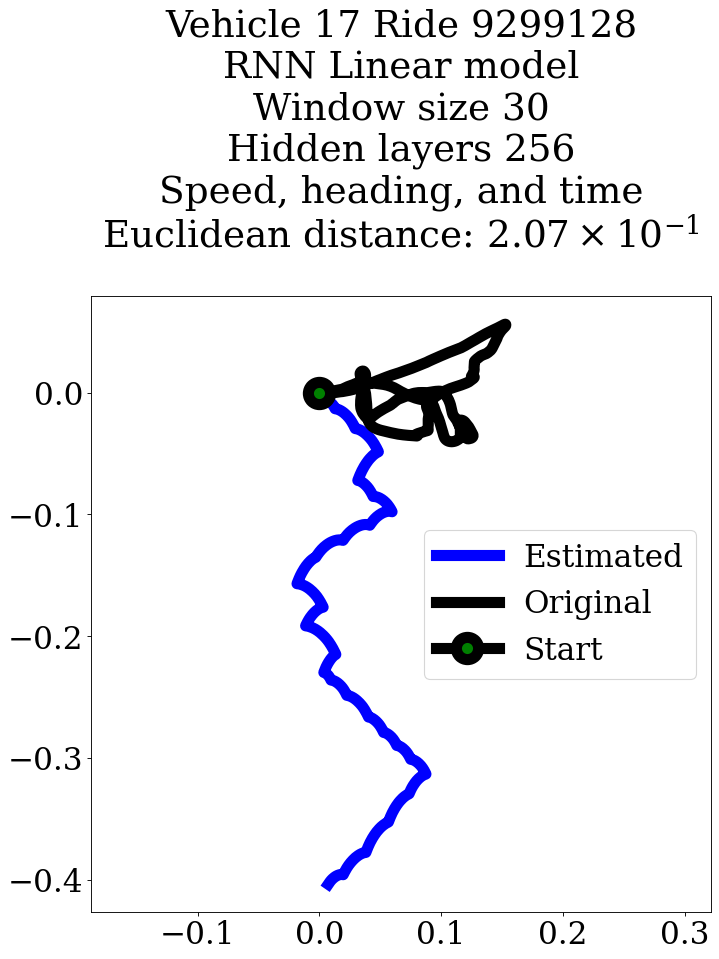 Vehicle 17 Ride 9299128
RNN Linear model
Window size 30
Hidden layers 256
Speed, heading, and time
Euclidean distance: 2.07 × 10⁻¹
0.0
−0.1
−0.2
−0.3
−0.4
Estimated
Original
Start
−0.1 0.0 0.1 0.2 0.3